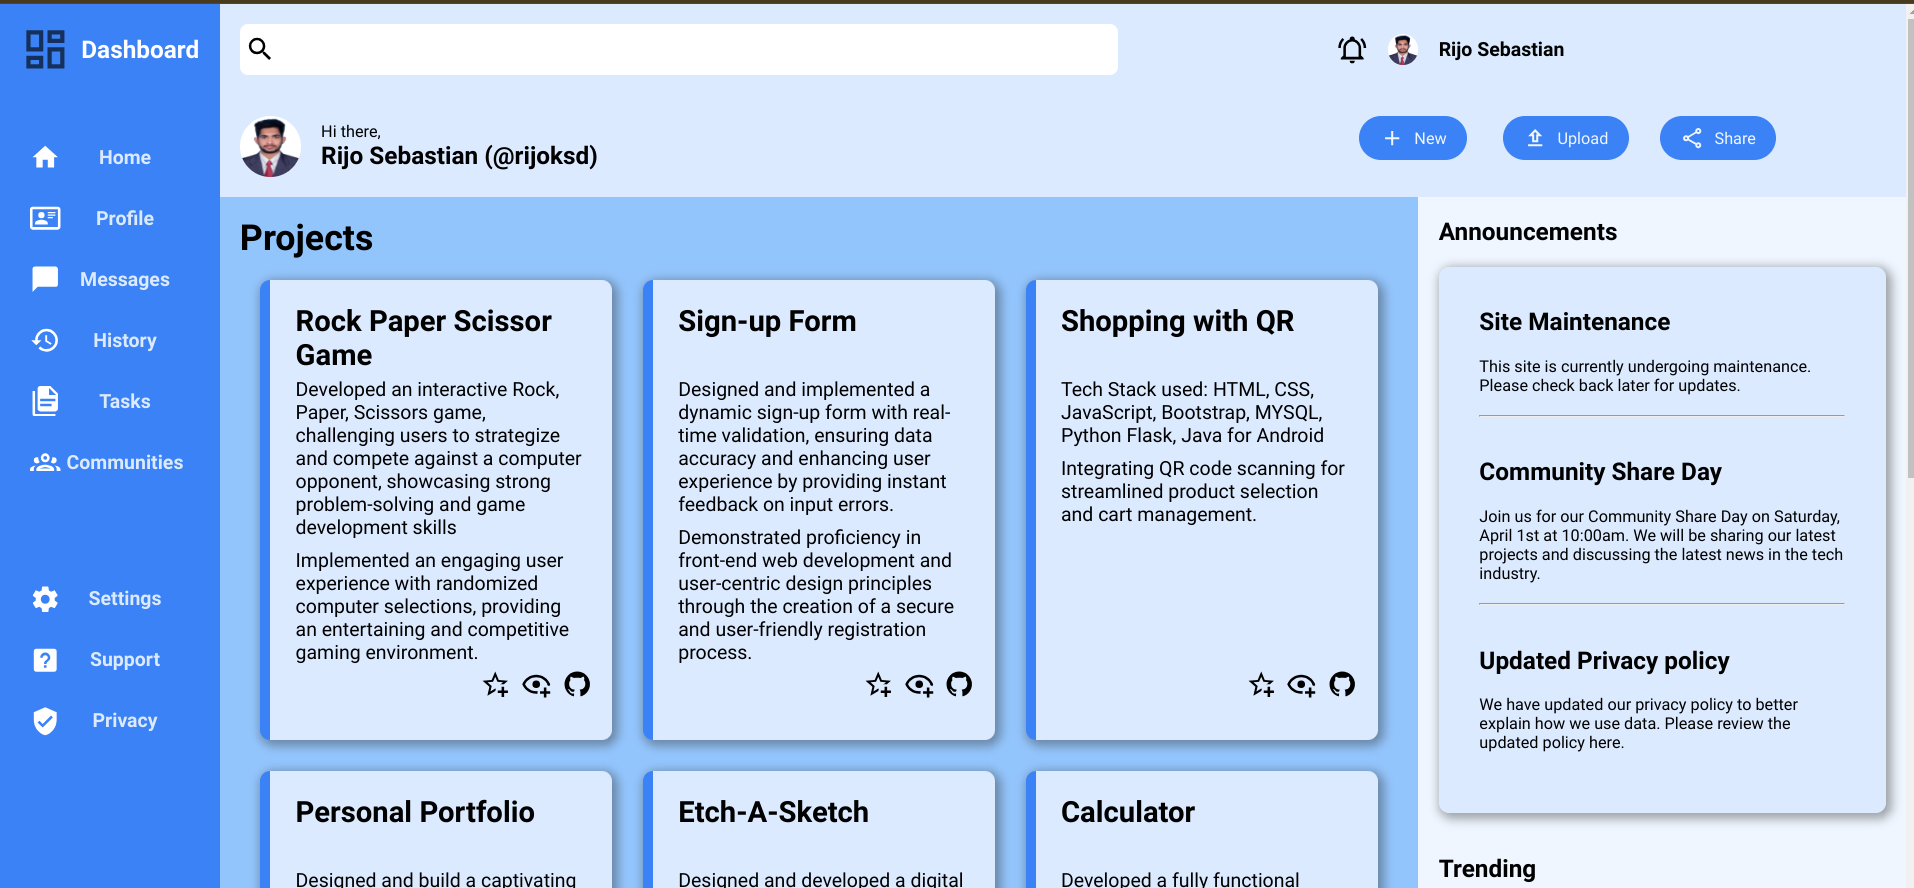 Dashboard
Home
Profile
Messages
History
Tasks
Communities
Settings
Support
Privacy
Rijo Sebastian
Hi there,
Rijo Sebastian (@rijoksd)
New
Upload
Share
Projects
Rock Paper Scissor
Game
Developed an interactive Rock,
Paper, Scissors game,
challenging users to strategize
and compete against a computer
opponent, showcasing strong
problem-solving and game
development skills
Implemented an engaging user
experience with randomized
computer selections, providing
an entertaining and competitive
gaming environment.
Sign-up Form
Designed and implemented a
dynamic sign-up form with real-
time validation, ensuring data
accuracy and enhancing user
experience by providing instant
feedback on input errors.
Demonstrated proficiency in
front-end web development and
user-centric design principles
through the creation of a secure
and user-friendly registration
process.
Shopping with QR
Tech Stack used: HTML, CSS,
JavaScript, Bootstrap, MYSQL,
Python Flask, Java for Android
Integrating QR code scanning for
streamlined product selection
and cart management.
Personal Portfolio
Designed and build a captivating
Etch-A-Sketch
Designed and developed a digital
Calculator
Developed a fully functional
Announcements
Site Maintenance
This site is currently undergoing maintenance.
Please check back later for updates.
Community Share Day
Join us for our Community Share Day on Saturday,
April 1st at 10:00am. We will be sharing our latest
projects and discussing the latest news in the tech
industry.
Updated Privacy policy
We have updated our privacy policy to better
explain how we use data. Please review the
updated policy here.
Trending